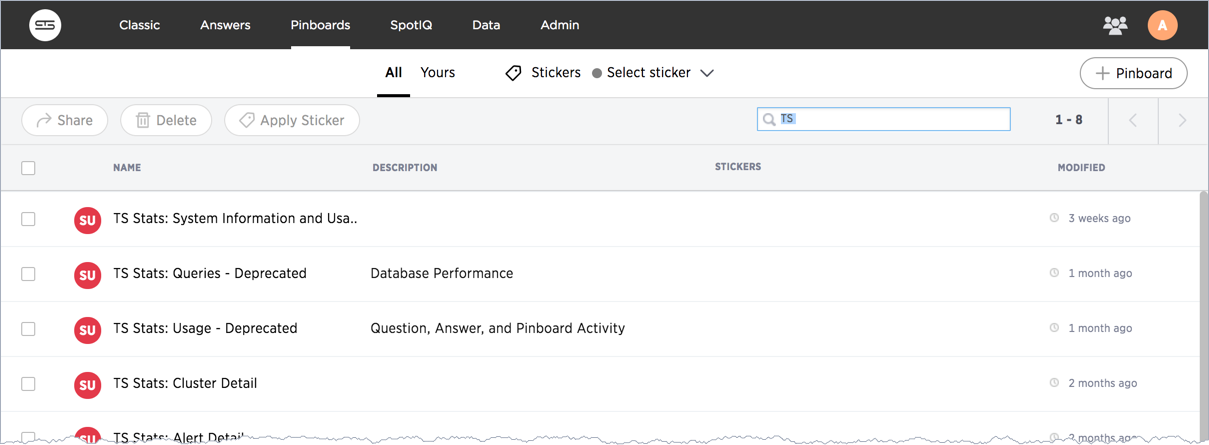 Classic Answers Pinboards SpotIQ Data Admin A
All Yours Stickers Select sticker Pinboard
Share Delete Apply Sticker TS 1 - 8
NAME DESCRIPTION STICKERS MODIFIED
SU TS Stats: System Information and Usa.. 3 weeks ago
SU TS Stats: Queries - Deprecated Database Performance 1 month ago
SU TS Stats: Usage - Deprecated Question, Answer, and Pinboard Activity 1 month ago
SU TS Stats: Cluster Detail 2 months ago
SU TS Stats: Alert Detail 2 months ago